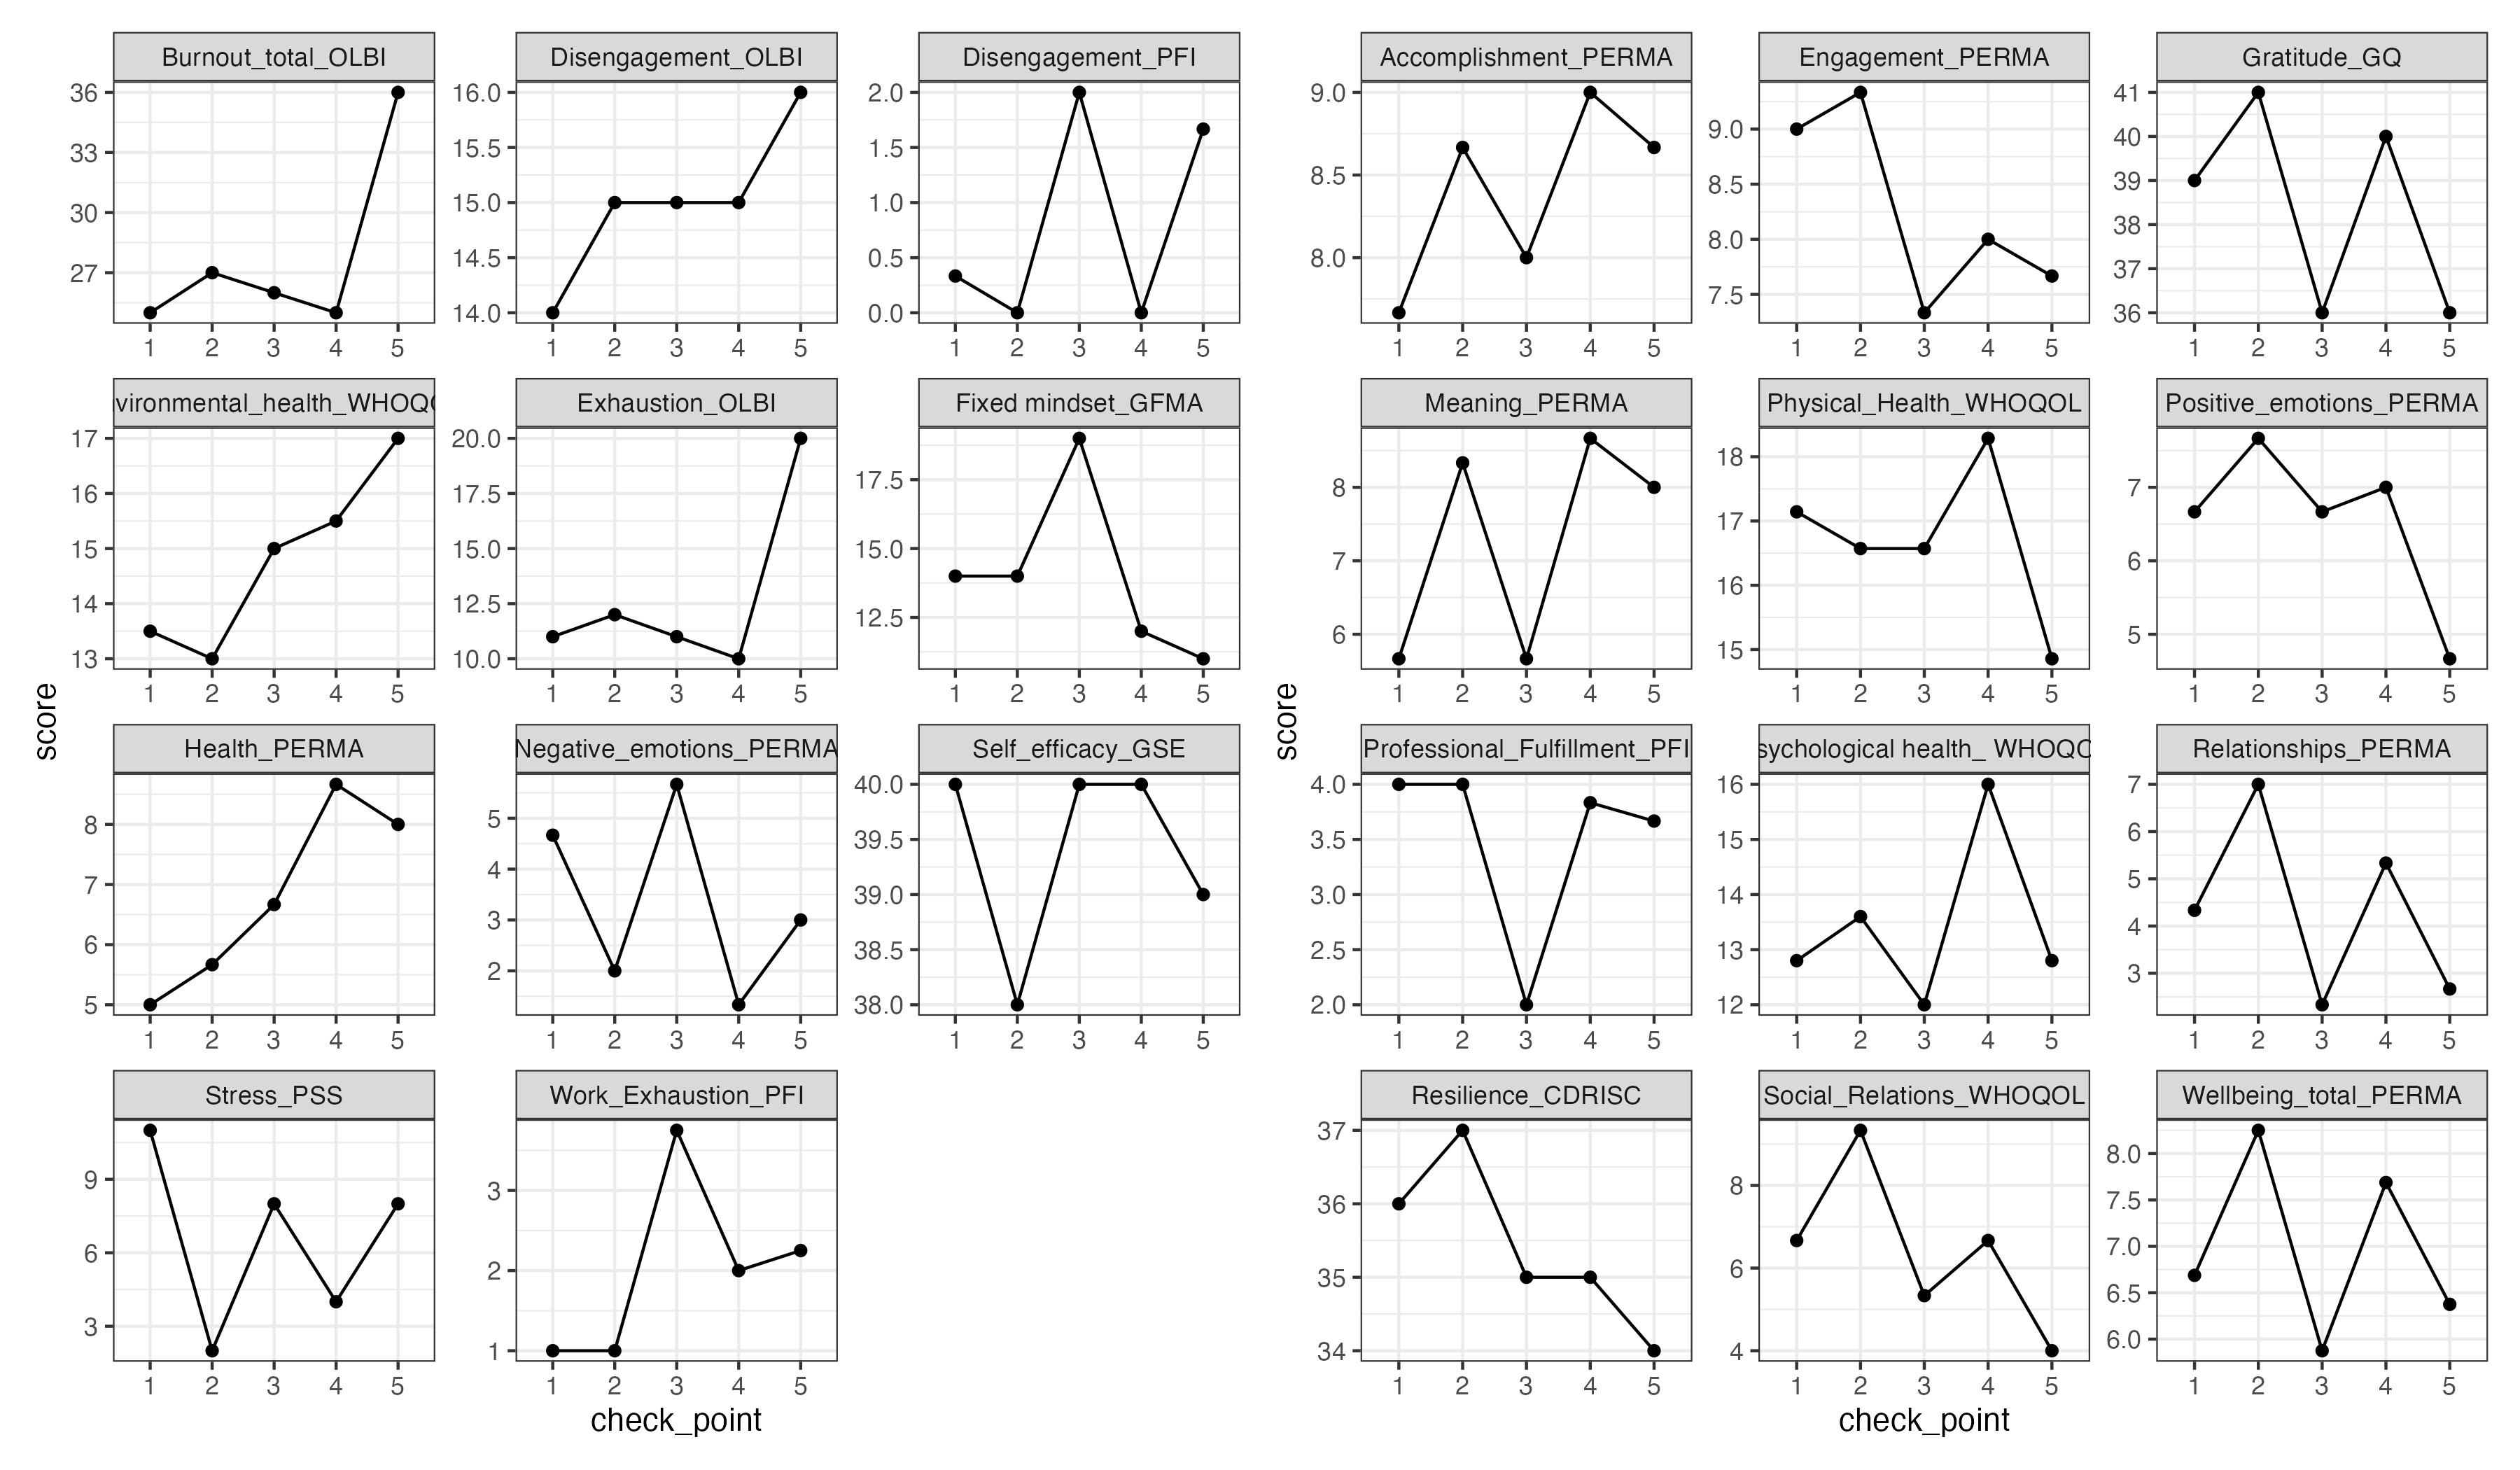 Burnout_total_OLBI
36
33
30
27
1 2 3 4 5
Disengagement_OLBI
16.0
15.5
15.0
14.5
14.0
1 2 3 4 5
Disengagement_PFI
2.0
1.5
1.0
0.5
0.0
1 2 3 4 5
vironmental_health_WHOQ
17
16
15
14
13
1 2 3 4 5
Exhaustion_OLBI
20.0
17.5
15.0
12.5
10.0
1 2 3 4 5
Fixed mindset_GFMA
17.5
15.0
12.5
1 2 3 4 5
Health_PERMA
8
7
6
5
1 2 3 4 5
Negative_emotions_PERMA
5
4
3
2
1 2 3 4 5
Self_efficacy_GSE
40.0
39.5
39.0
38.5
38.0
1 2 3 4 5
Stress_PSS
9
6
3
1 2 3 4 5
Work_Exhaustion_PFI
3
2
1
1 2 3 4 5
score
check_point
Accomplishment_PERMA
9.0
8.5
8.0
1 2 3 4 5
Engagement_PERMA
9.0
8.5
8.0
7.5
1 2 3 4 5
Gratitude_GQ
41
40
39
38
37
36
1 2 3 4 5
Meaning_PERMA
8
7
6
1 2 3 4 5
Physical_Health_WHOQOL
18
17
16
15
1 2 3 4 5
Positive_emotions_PERMA
7
6
5
1 2 3 4 5
Professional_Fulfillment_PFI
4.0
3.5
3.0
2.5
2.0
1 2 3 4 5
sychological health_ WHOQO
16
15
14
13
12
1 2 3 4 5
Relationships_PERMA
7
6
5
4
3
1 2 3 4 5
Resilience_CDRISC
37
36
35
34
1 2 3 4 5
Social_Relations_WHOQOL
8
6
4
1 2 3 4 5
Wellbeing_total_PERMA
8.0
7.5
7.0
6.5
6.0
1 2 3 4 5
score
check_point